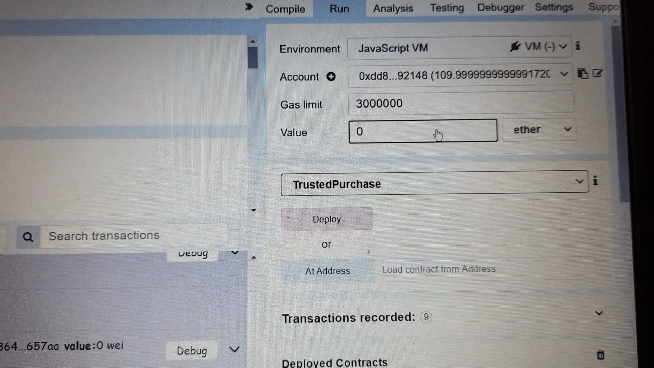 Compile Run Analysis Testing Debugger Settings Suppo
Environment JavaScript VM VM (-)
Account 0xdd8...92148 (109.999999999999172(
Gas limit 3000000
Value 0 ether
TrustedPurchase
Deploy
or
At Address Load contract from Address
Transactions recorded: 9
Deployed Contracts
Search transactions
Debug
364...657aa value:0 wei Debug